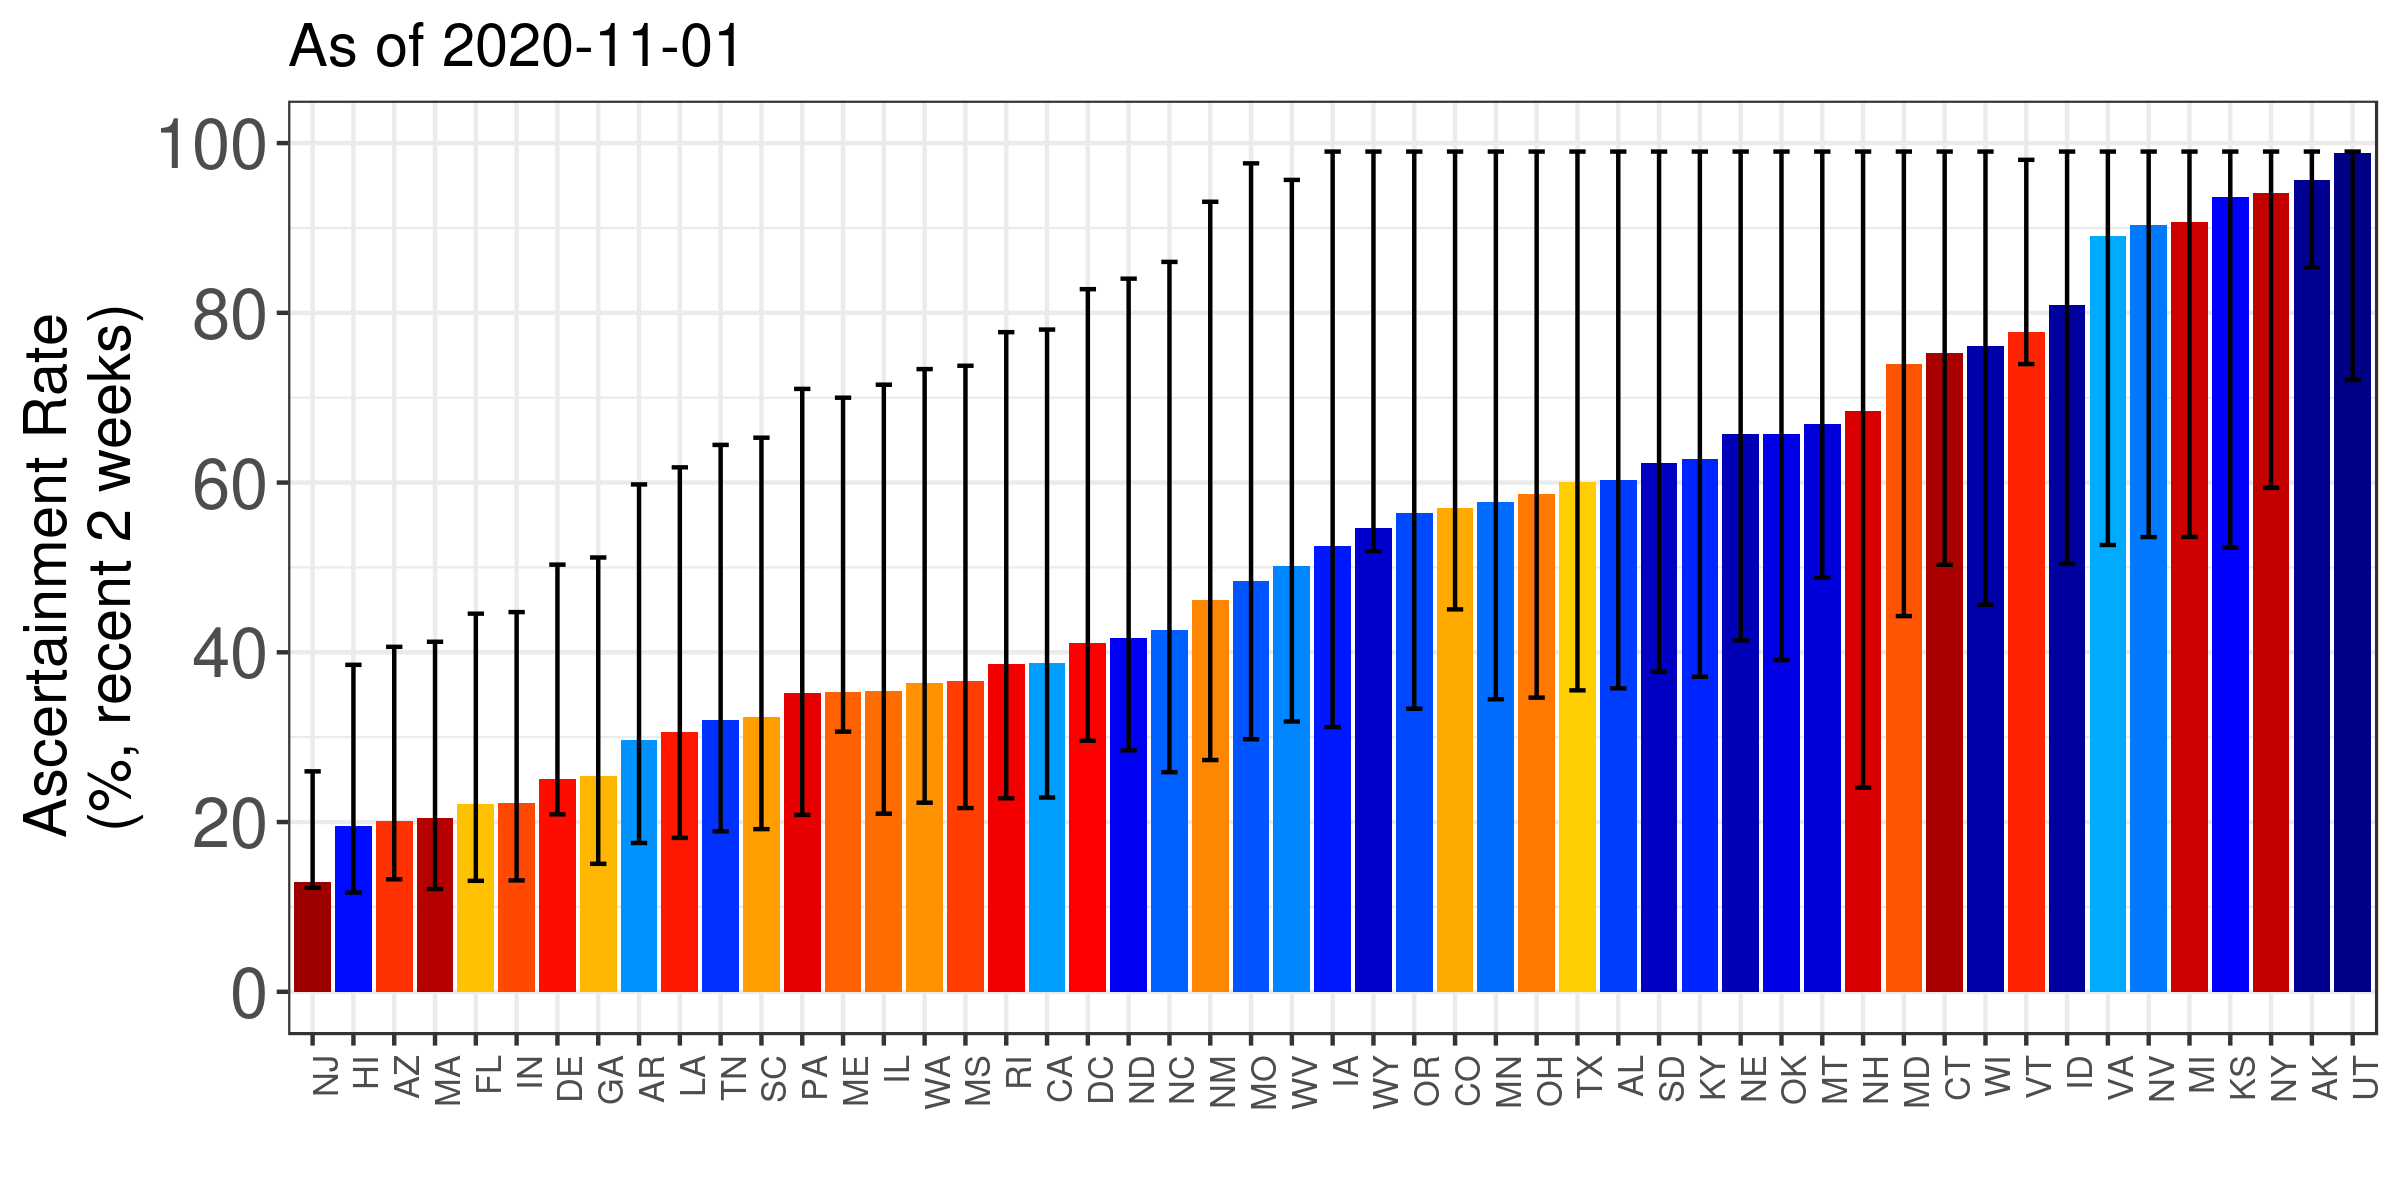 As of 2020-11-01
Ascertainment Rate
(%, recent 2 weeks)
100
80
60
40
20
0
NJ
HI
AZ
MA
FL
IN
DE
GA
AR
LA
TN
SC
PA
ME
IL
WA
MS
RI
CA
DC
ND
NC
NM
MO
WV
IA
WY
OR
CO
MN
OH
TX
AL
SD
KY
NE
OK
MT
NH
MD
CT
WI
VT
ID
VA
NV
MI
KS
NY
AK
UT